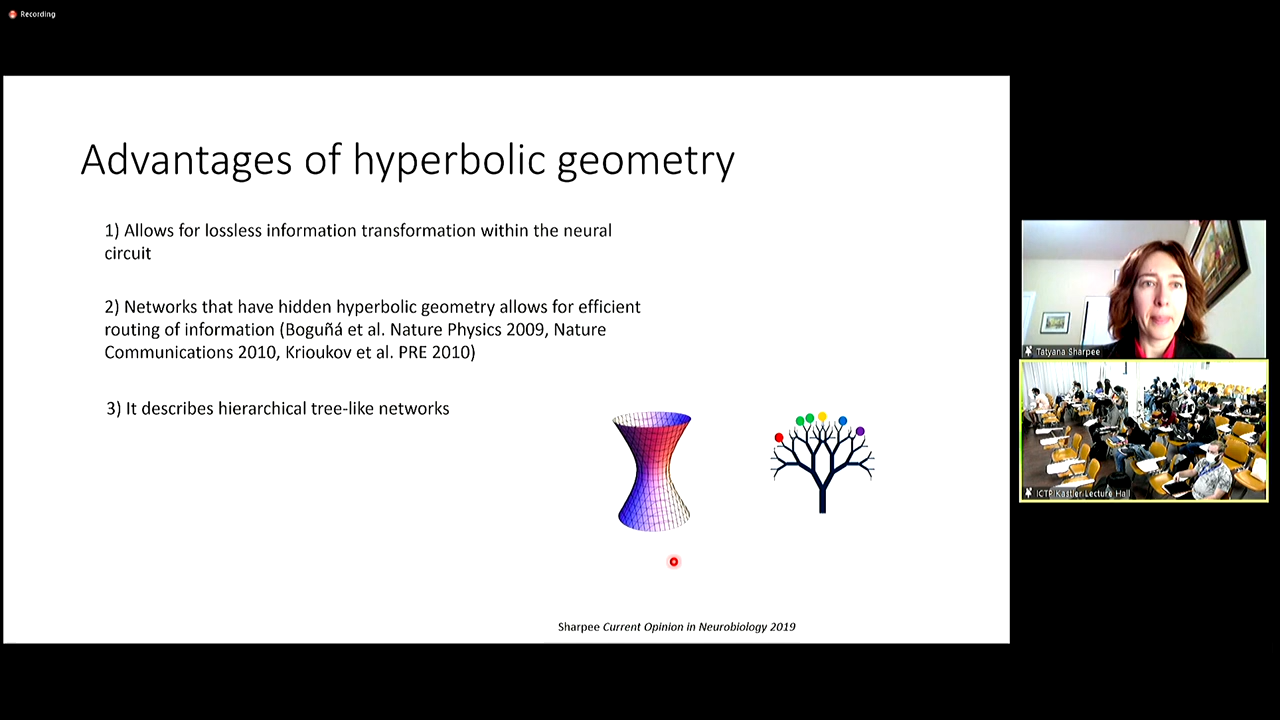 Recording
Advantages of hyperbolic geometry
1) Allows for lossless information transformation within the neural
circuit
2) Networks that have hidden hyperbolic geometry allows for efficient
routing of information (Boguñá et al. Nature Physics 2009, Nature
Communications 2010, Krioukov et al. PRE 2010)
3) It describes hierarchical tree-like networks
Sharpee Current Opinion in Neurobiology 2019
Tatyana Sharpee
ICTP Kastler Lecture Hall